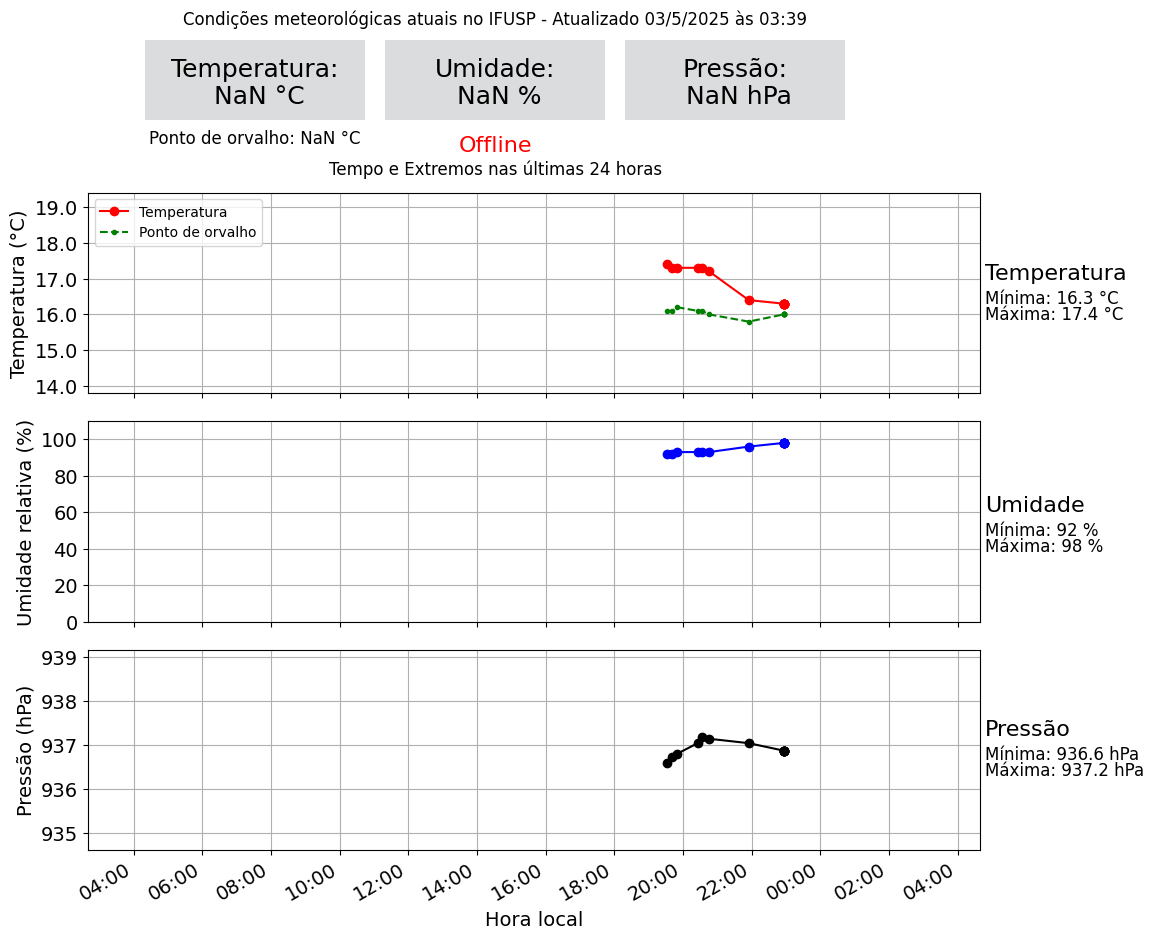 Condições meteorológicas atuais no IFUSP - Atualizado 03/5/2025 às 03:39
Temperatura:
NaN °C
Umidade:
NaN %
Pressão:
NaN hPa
Ponto de orvalho: NaN °C
Offline
Tempo e Extremos nas últimas 24 horas
Temperatura (°C)
19.0
18.0
17.0
16.0
15.0
14.0
Temperatura
Ponto de orvalho
Temperatura
Mínima: 16.3 °C
Máxima: 17.4 °C
Umidade relativa (%)
100
80
60
40
20
0
Umidade
Mínima: 92 %
Máxima: 98 %
Pressão (hPa)
939
938
937
936
935
Pressão
Mínima: 936.6 hPa
Máxima: 937.2 hPa
04:00 06:00 08:00 10:00 12:00 14:00 16:00 18:00 20:00 22:00 00:00 02:00 04:00
Hora local